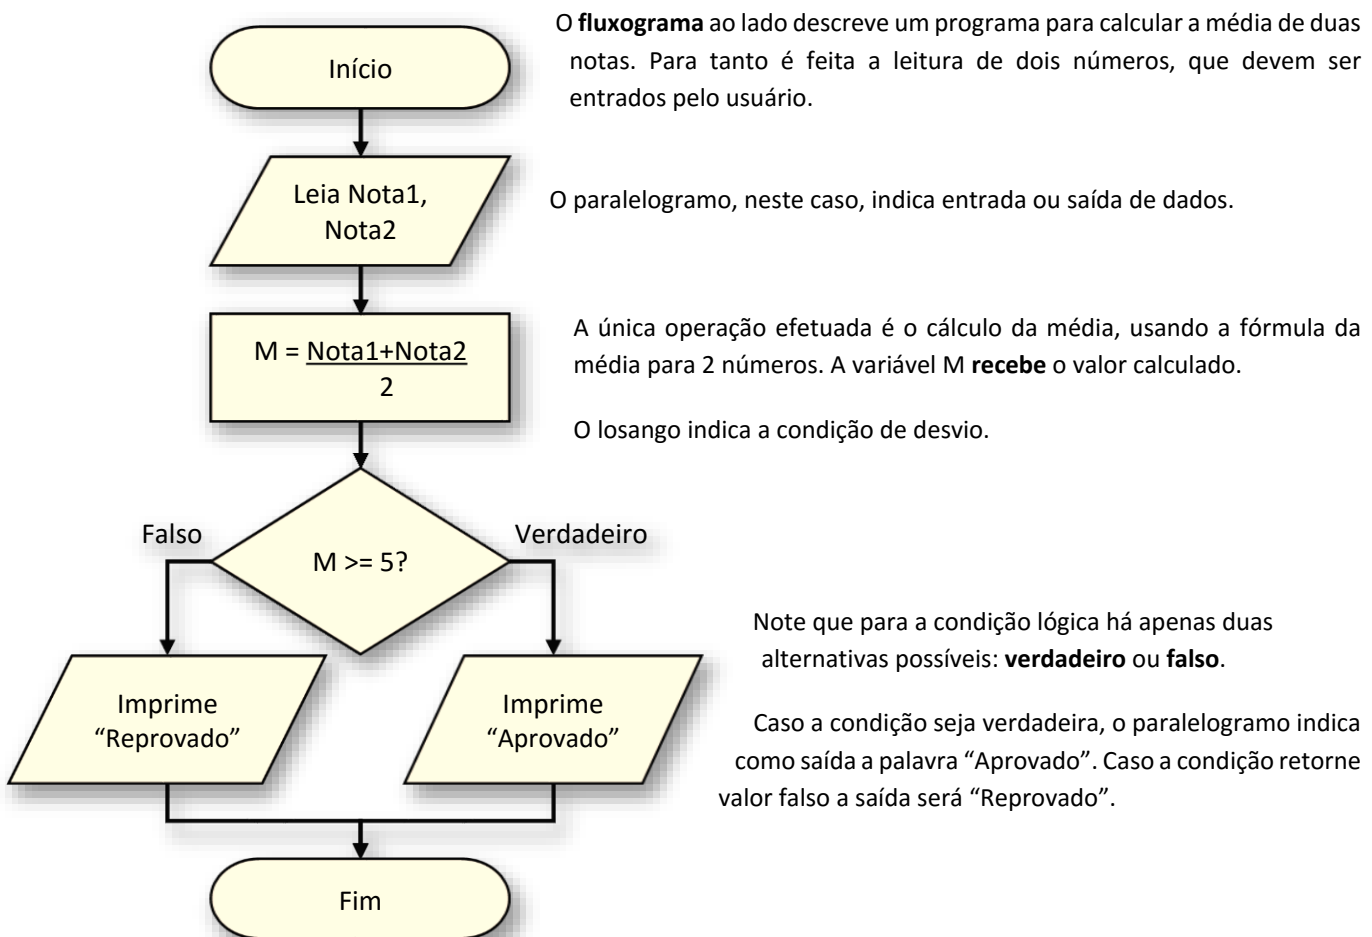 Início
O fluxograma ao lado descreve um programa para calcular a média de duas
notas. Para tanto é feita a leitura de dois números, que devem ser
entrados pelo usuário.
Leia Nota1,
Nota2
O paralelogramo, neste caso, indica entrada ou saída de dados.
M = Nota1+Nota2
2
A única operação efetuada é o cálculo da média, usando a fórmula da
média para 2 números. A variável M recebe o valor calculado.
O losango indica a condição de desvio.
Falso
Verdadeiro
M >= 5?
Note que para a condição lógica há apenas duas
alternativas possíveis: verdadeiro ou falso.
Imprime
“Reprovado”
Imprime
“Aprovado”
Caso a condição seja verdadeira, o paralelogramo indica
como saída a palavra “Aprovado”. Caso a condição retorne
valor falso a saída será “Reprovado”.
Fim